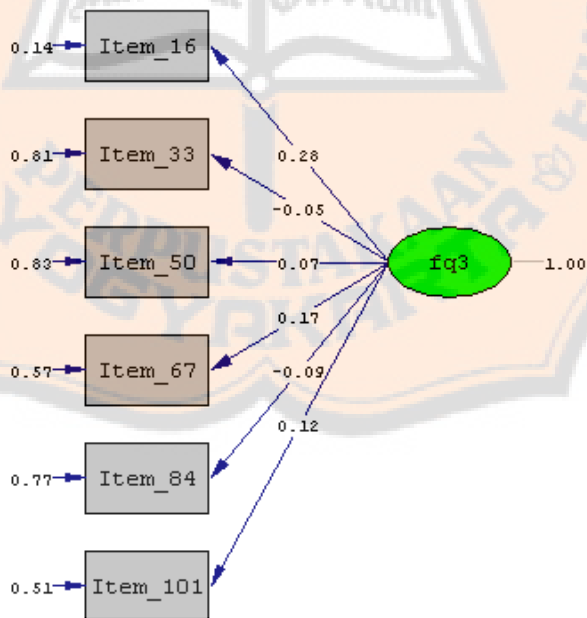 0.14 Item_16
0.28
0.81 Item_33
-0.05
0.83 Item_50 0.07 fq3 1.00
0.17
0.57 Item_67
-0.09
0.77 Item_84
0.12
0.51 Item_101
PERPUSTAKAAN